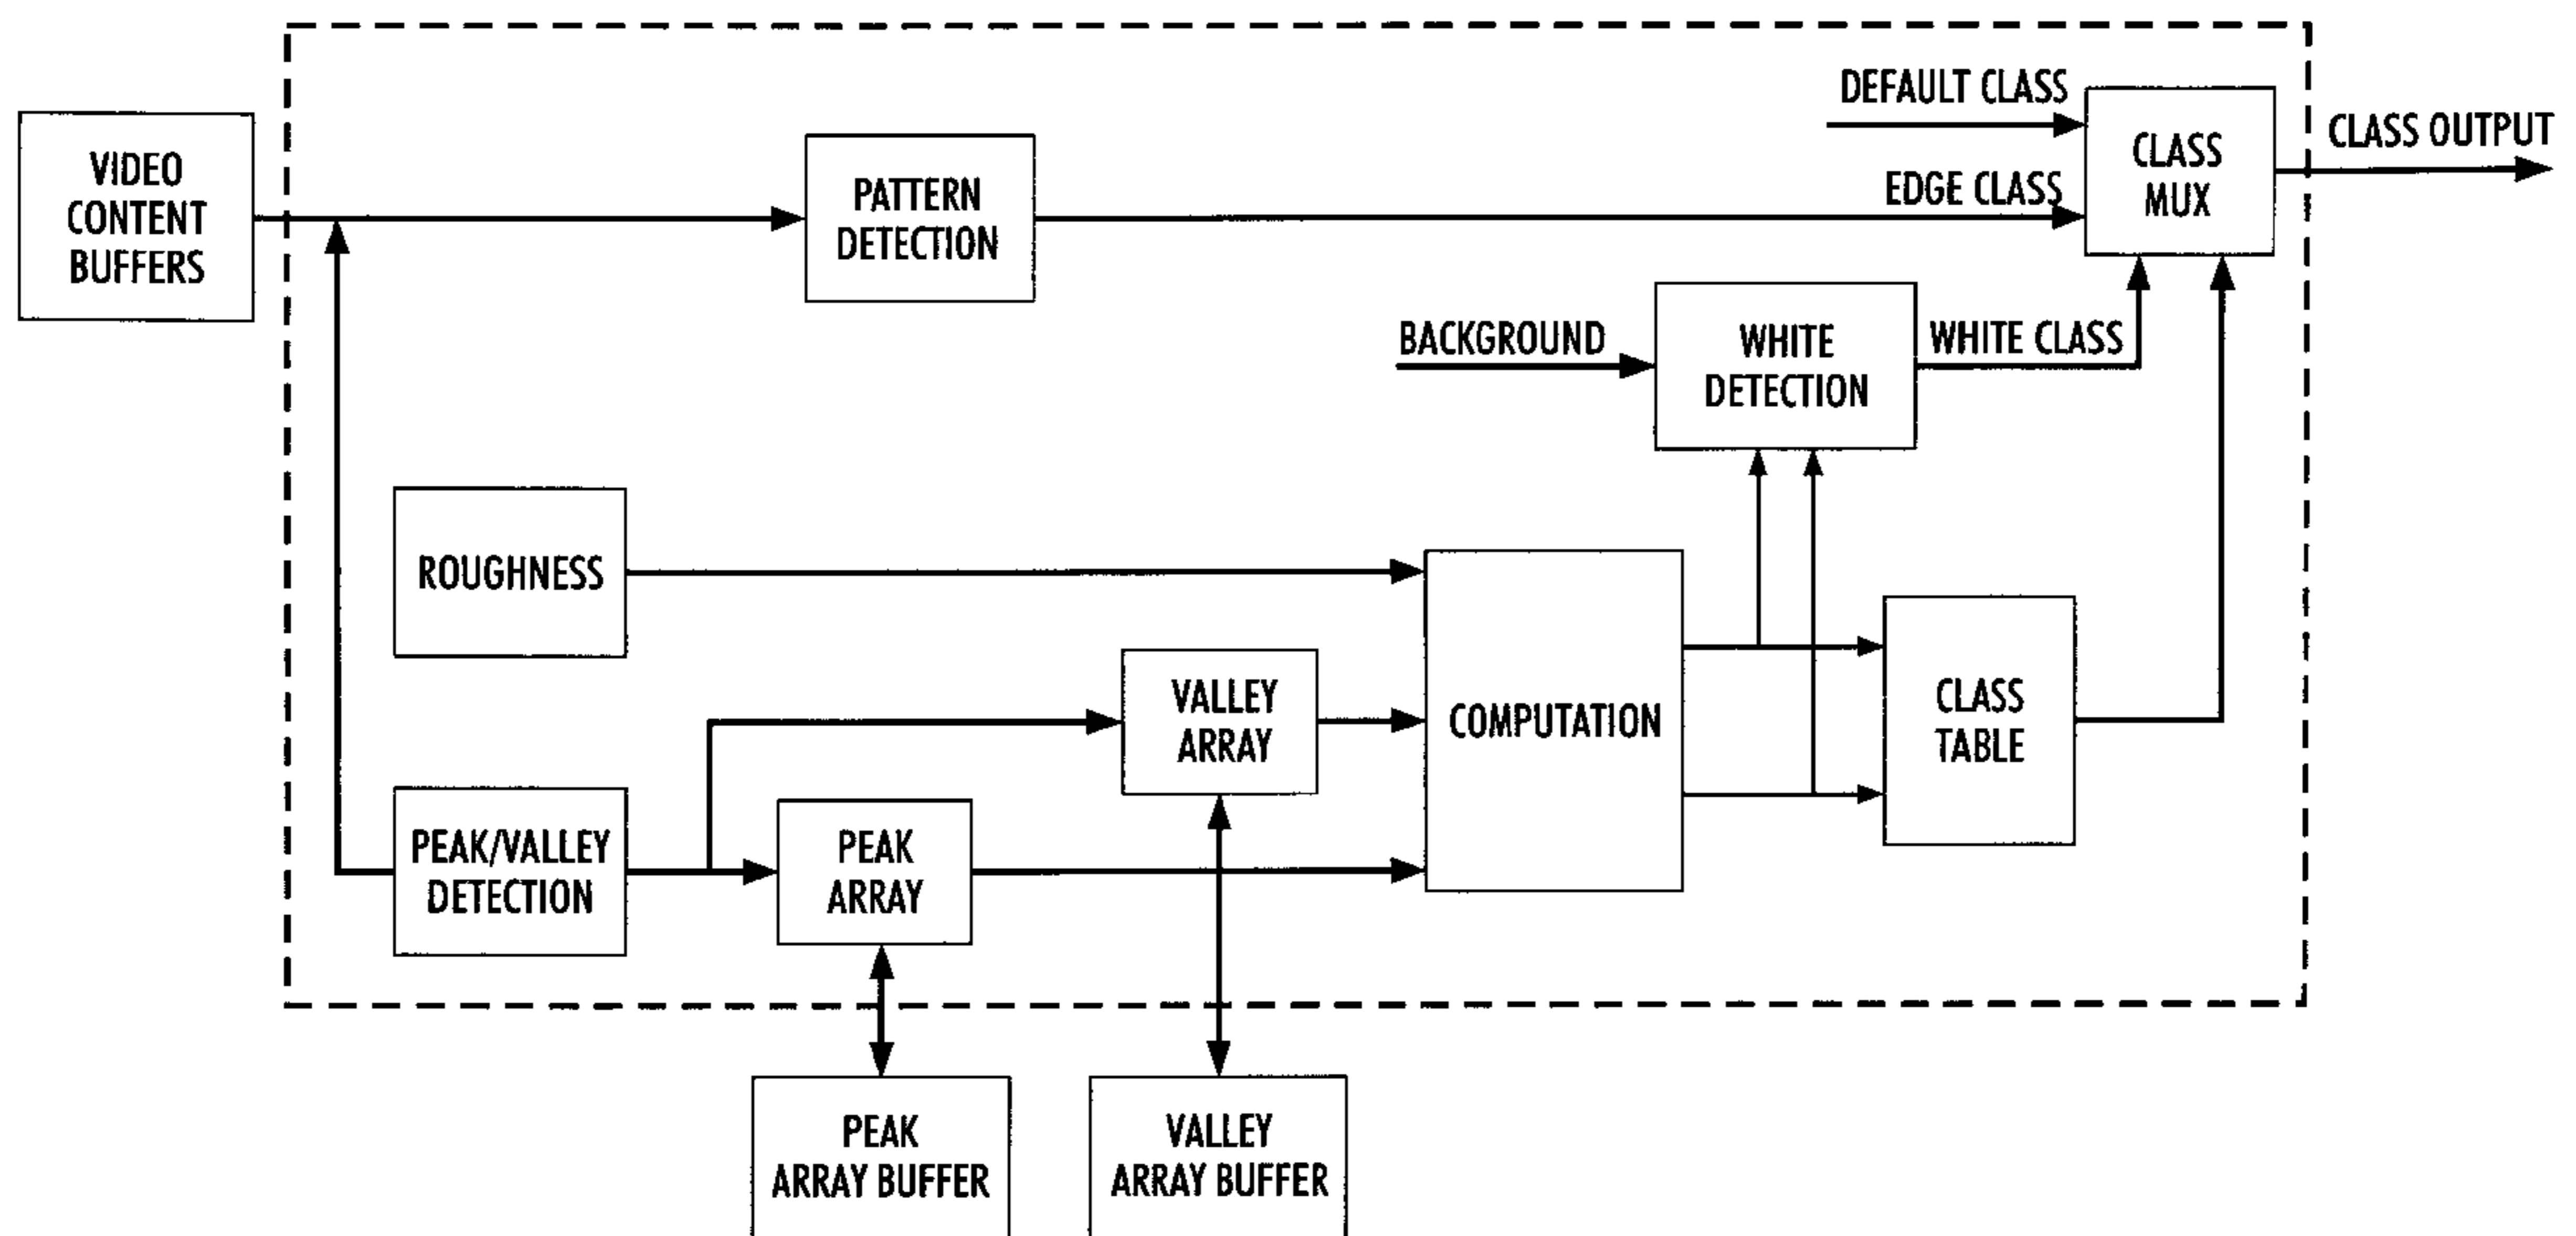 DEFAULT CLASS
CLASS OUTPUT
VIDEO
CONTENT
BUFFERS
PATTERN
DETECTION
EDGE CLASS
CLASS
MUX
BACKGROUND
WHITE
DETECTION
WHITE CLASS
ROUGHNESS
VALLEY
ARRAY
COMPUTATION
CLASS
TABLE
PEAK/VALLEY
DETECTION
PEAK
ARRAY
PEAK
ARRAY BUFFER
VALLEY
ARRAY BUFFER